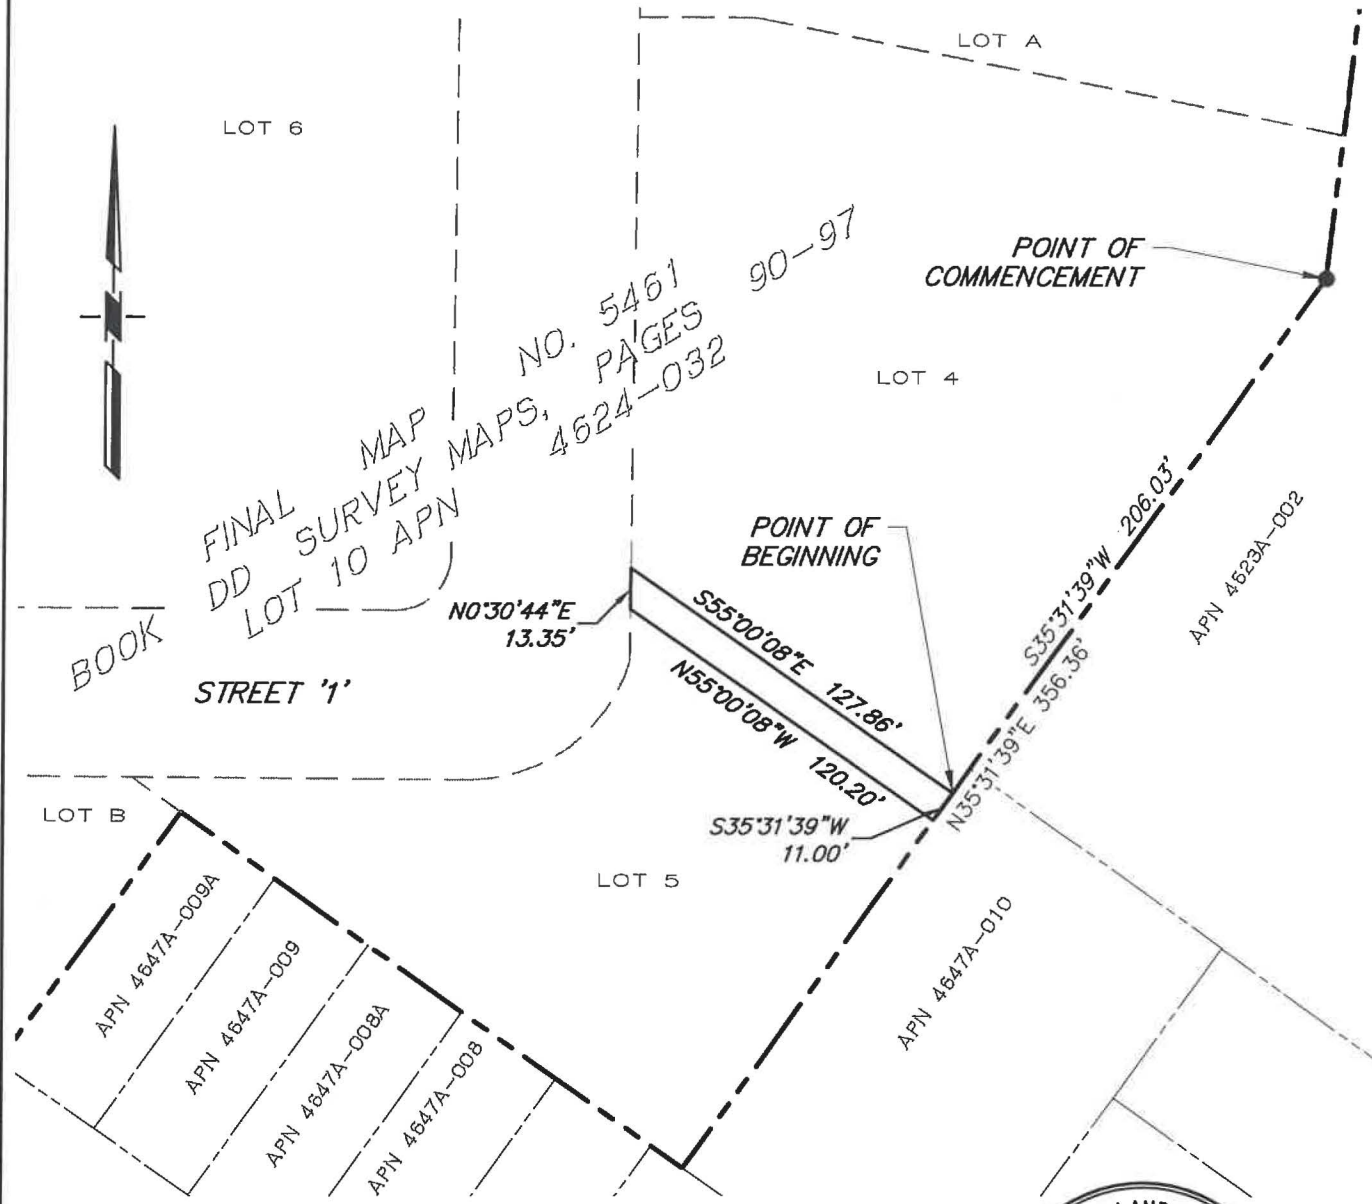 LOT A
LOT 6
POINT OF
COMMENCEMENT
FINAL MAP NO. 5461
BOOK DD SURVEY MAPS, PAGES 90-97
LOT 10 APN 4624-032
LOT 4
POINT OF
BEGINNING
S35°31'39"W 206.03'
N35°31'39"E 356.36'
APN 4623A-002
N0°30'44"E
13.35'
S55°00'08"E 127.86'
N55°00'08"W 120.20'
STREET '1'
S35°31'39"W
11.00'
LOT B
LOT 5
APN 4647A-009A
APN 4647A-009
APN 4647A-008A
APN 4647A-008
APN 4647A-010
LAND